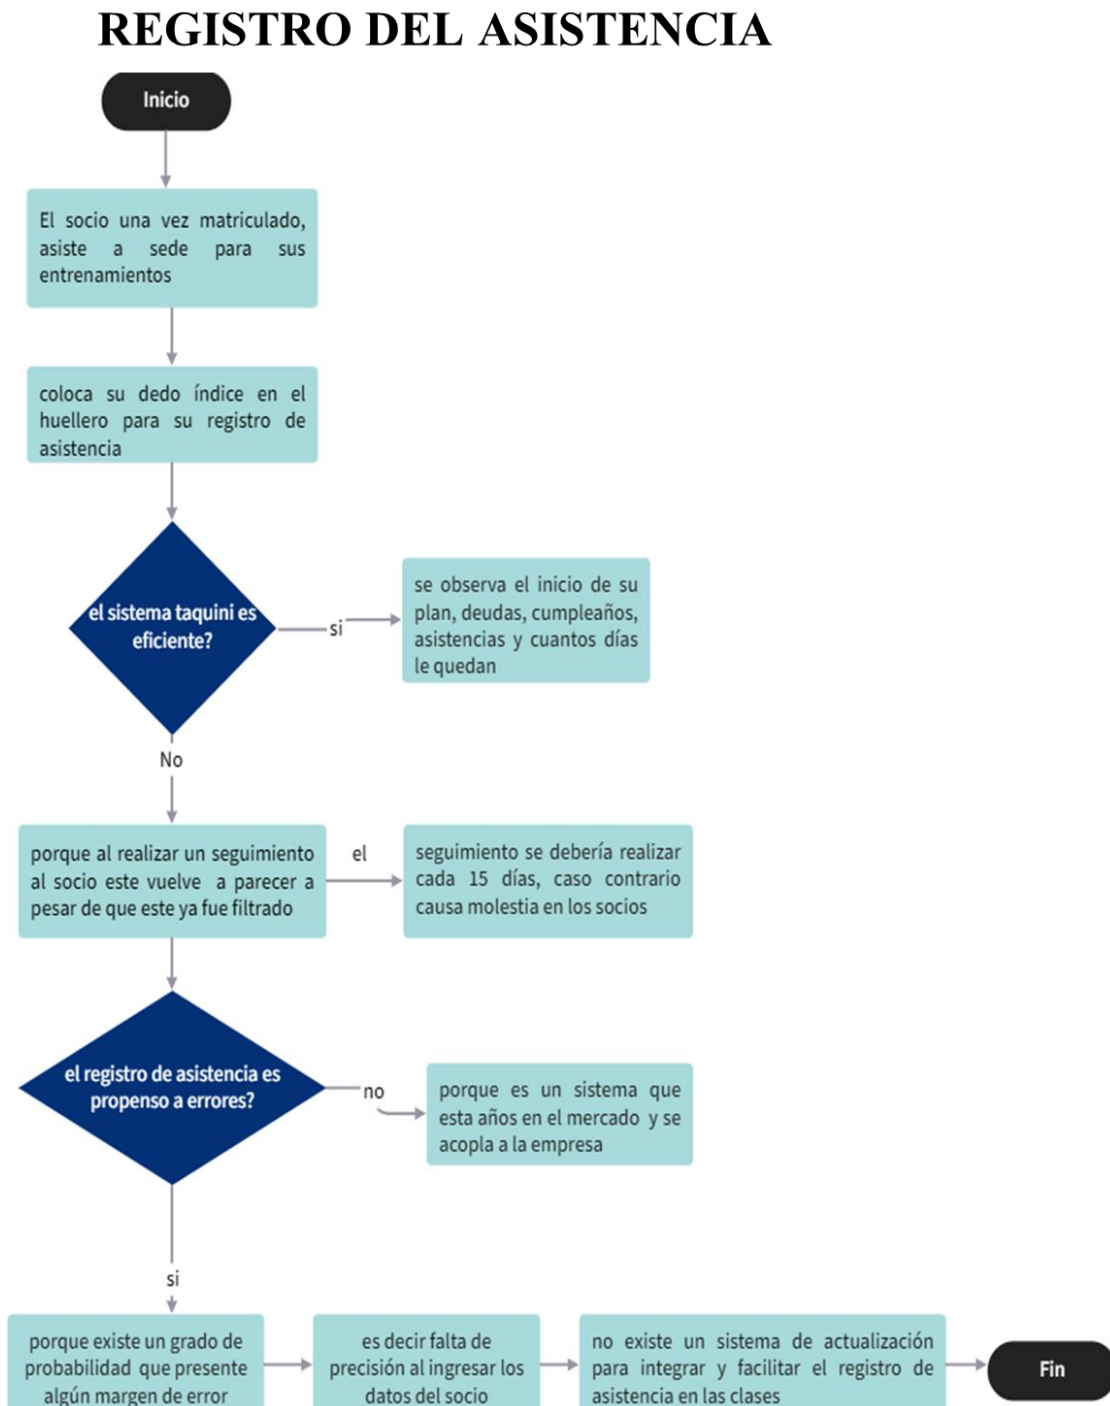 REGISTRO DEL ASISTENCIA
Inicio
El socio una vez matriculado,
asiste a sede para sus
entrenamientos
coloca su dedo índice en el
huellero para su registro de
asistencia
el sistema taquini es
eficiente?
si
se observa el inicio de su
plan, deudas, cumpleaños,
asistencias y cuantos días
le quedan
No
porque al realizar un seguimiento
al socio este vuelve a parecer a
pesar de que este ya fue filtrado
el
seguimiento se debería realizar
cada 15 días, caso contrario
causa molestia en los socios
el registro de asistencia es
propenso a errores?
no
porque es un sistema que
esta años en el mercado y se
acopla a la empresa
si
porque existe un grado de
probabilidad que presente
algún margen de error
es decir falta de
precisión al ingresar los
datos del socio
no existe un sistema de actualización
para integrar y facilitar el registro de
asistencia en las clases
Fin